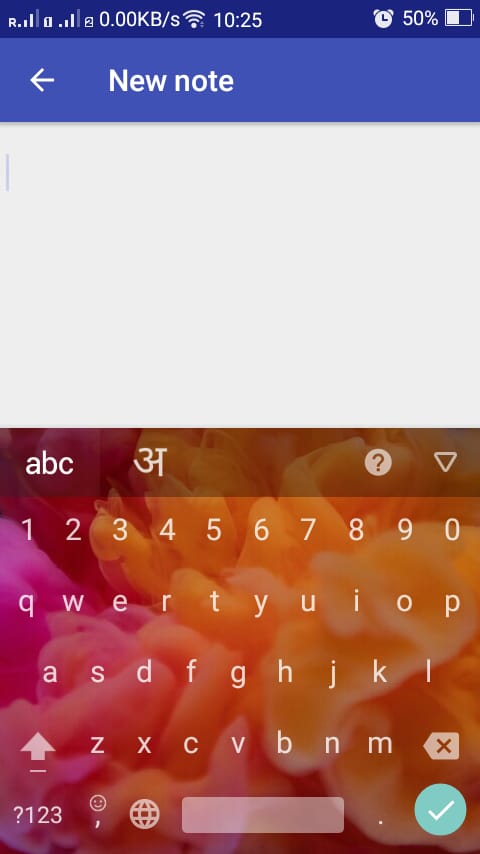 R 1 2 0.00KB/s 10:25 50%
New note
abc अ ?
1 2 3 4 5 6 7 8 9 0
q w e r t y u i o p
a s d f g h j k l
z x c v b n m
?123 , .